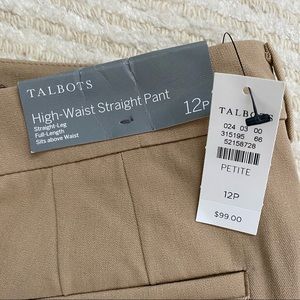 TALBOTS
High-Waist Straight Pant
Straight-Leg
Full-Length
Sits above Waist
12P
TALBOTS
024 03 00
315195 66
52158728
PETITE
12P
$99.00